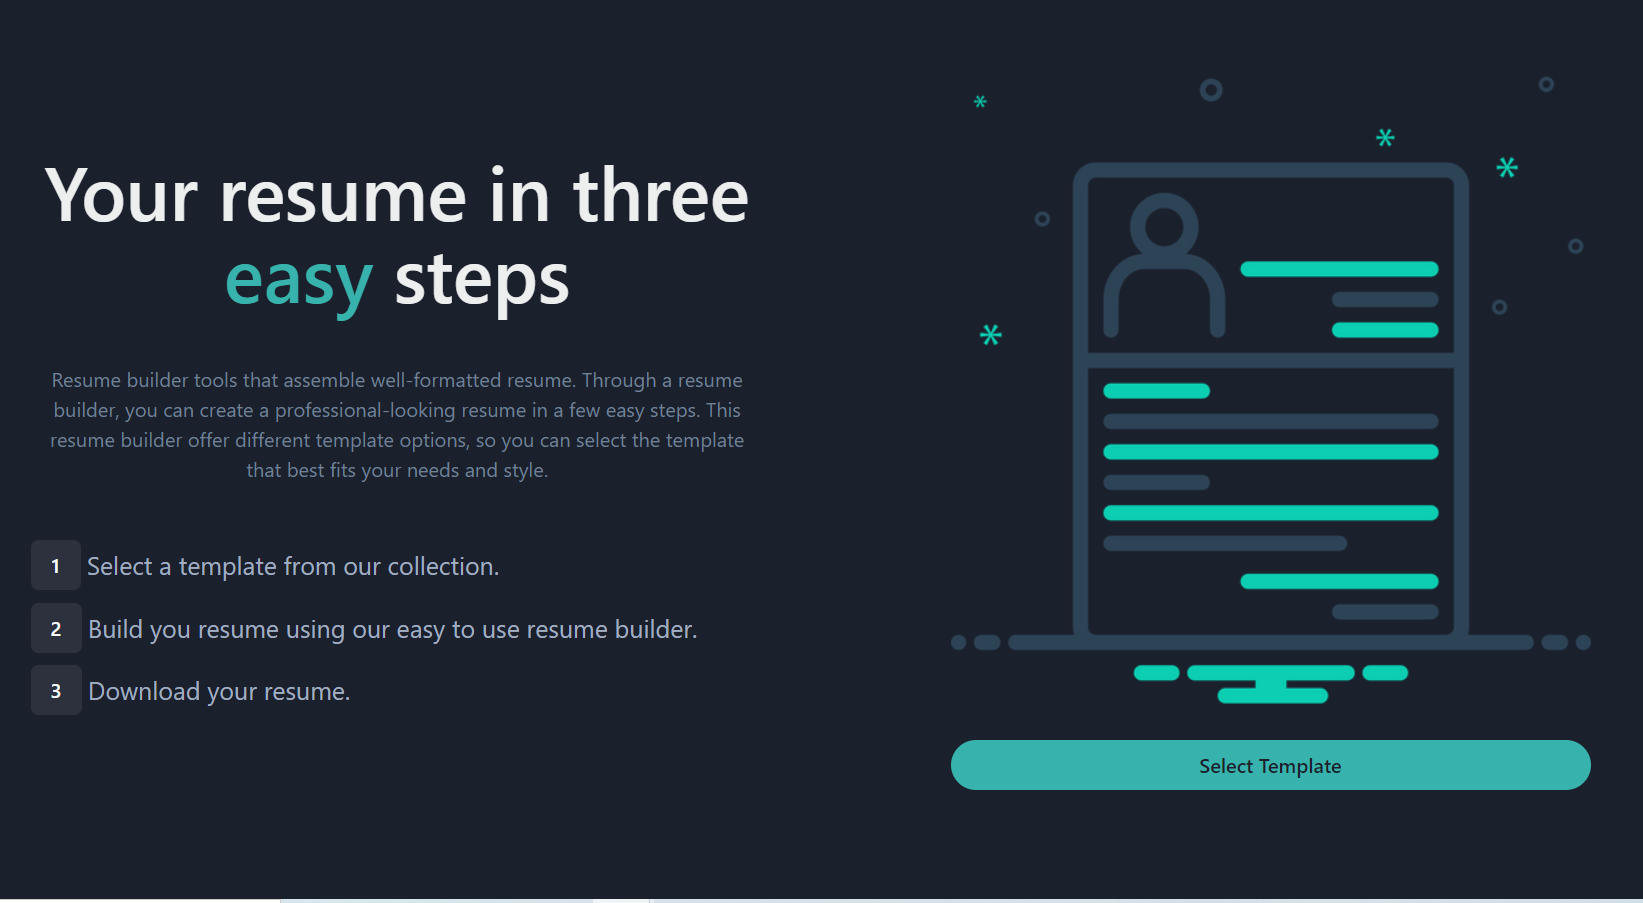 Your resume in three
easy steps
Resume builder tools that assemble well-formatted resume. Through a resume
builder, you can create a professional-looking resume in a few easy steps. This
resume builder offer different template options, so you can select the template
that best fits your needs and style.
1 Select a template from our collection.
2 Build you resume using our easy to use resume builder.
3 Download your resume.
Select Template